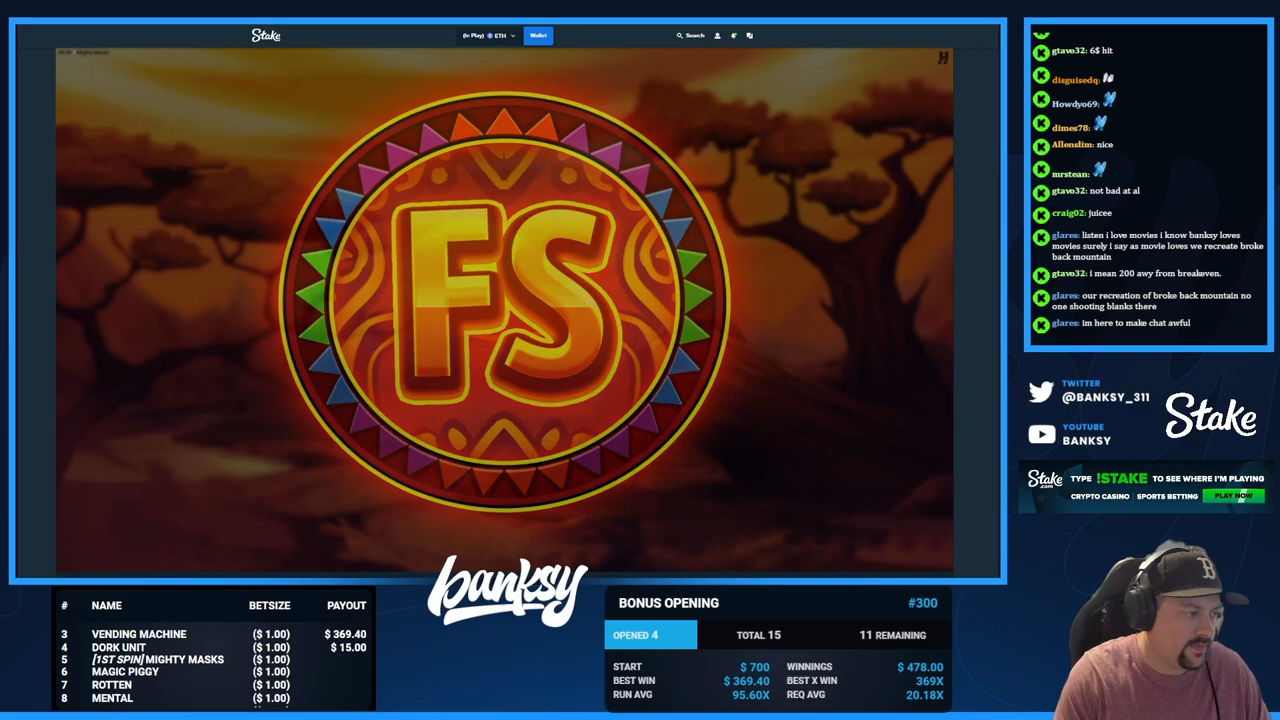 Stake
(In Play) ETH
Wallet
Search
Mighty Masks
FS
gtavo32: 6$ hit
disguisedq:
Howdyo69:
dimes78:
Allenslim: nice
mrstean:
gtavo32: not bad at al
craig02: juicee
glares: listen i love movies i know banksy loves
movies surely i say as movie loves we recreate broke
back mountain
gtavo32: i mean 200 awy from breakeven.
glares: our recreation of broke back mountain no
one shooting blanks there
glares: im here to make chat awful
TWITTER
@BANKSY_311
YOUTUBE
BANKSY
Stake
Stake.com
TYPE !STAKE TO SEE WHERE I'M PLAYING
CRYPTO CASINO | SPORTS BETTING PLAY NOW
banksy
# NAME BETSIZE PAYOUT
3 VENDING MACHINE ($ 1.00) $ 369.40
4 DORK UNIT ($ 1.00) $ 15.00
5 [1ST SPIN] MIGHTY MASKS ($ 1.00)
6 MAGIC PIGGY ($ 1.00)
7 ROTTEN ($ 1.00)
8 MENTAL ($ 1.00)
BONUS OPENING #300
OPENED 4 TOTAL 15 11 REMAINING
START $ 700 WINNINGS $ 478.00
BEST WIN $ 369.40 BEST X WIN 369X
RUN AVG 95.60X REQ AVG 20.18X
B